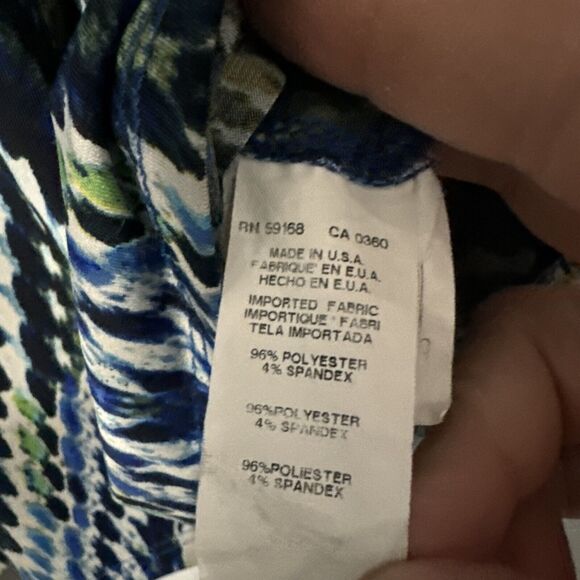 RN 59168 CA 0360
MADE IN U.S.A.
FABRIQUE' EN E.U.A.
HECHO EN E.U.A.
IMPORTED FABRIC
IMPORTIQUE' FABRI
TELA IMPORTADA
96% POLYESTER
4% SPANDEX
96%POLYESTER
4% SPANDEX
96%POLIESTER
4% SPANDEX